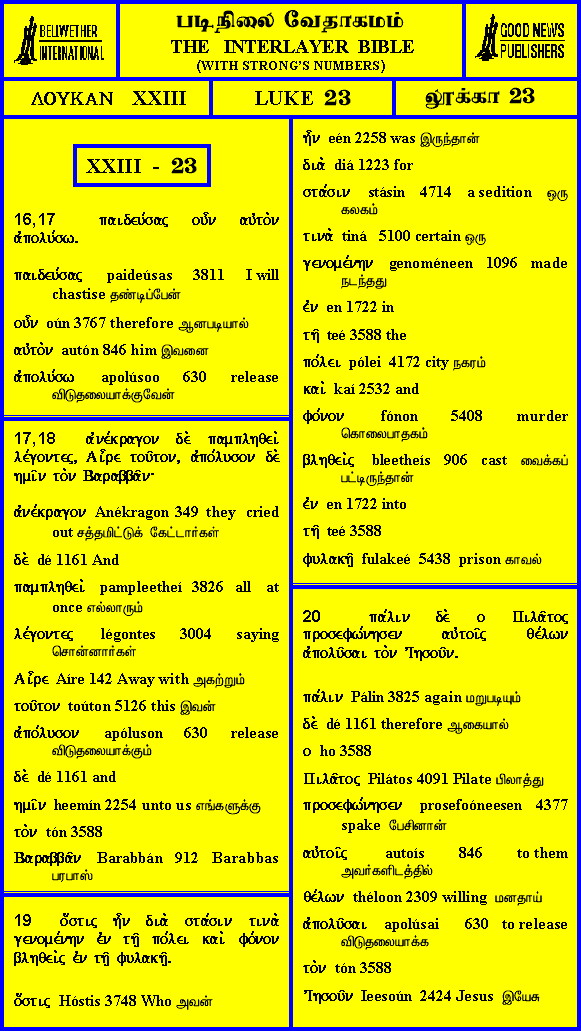 BELLWETHER
INTERNATIONAL
படிநிலை வேதாகமம்
THE INTERLAYER BIBLE
(WITH STRONG'S NUMBERS)
GOOD NEWS
PUBLISHERS
ΛΟΥΚΑΝ XXIII
LUKE 23
லூக்கா 23
XXIII - 23
16,17 παιδεύσας οὖν αὐτὸν
ἀπολύσω.
παιδεύσας paideúsas 3811 I will
chastise தண்டிப்பேன்
οὖν oún 3767 therefore ஆனபடியால்
αὐτὸν autón 846 him இவனை
ἀπολύσω apolúsoo 630 release
விடுதலையாக்குவேன்
17,18 ἀνέκραγον δὲ παμπληθεὶ
λέγοντες, Αἶρε τοῦτον, ἀπόλυσον δὲ
ημῖν τὸν Βαραββᾶν·
ἀνέκραγον Anékragon 349 they cried
out சத்தமிட்டுக் கேட்டார்கள்
δὲ dé 1161 And
παμπληθεὶ pampleetheí 3826 all at
once எல்லாரும்
λέγοντες légontes 3004 saying
சொன்னார்கள்
Αἶρε Aíre 142 Away with அகற்றும்
τοῦτον toúton 5126 this இவன்
ἀπόλυσον apóluson 630 release
விடுதலையாக்கும்
δὲ dé 1161 and
ημῖν heemín 2254 unto us எங்களுக்கு
τὸν tón 3588
Βαραββᾶν Barabbán 912 Barabbas
பரபாஸ்
19 ὅστις ἦν διὰ στάσιν τινὰ
γενομένην ἐν τῇ πόλει καὶ φόνον
βληθεὶς ἐν τῇ φυλακῇ.
ὅστις Hóstis 3748 Who அவன்
ἦν eén 2258 was இருந்தான்
διὰ diá 1223 for
στάσιν stásin 4714 a sedition ஒரு
கலகம்
τινὰ tiná 5100 certain ஒரு
γενομένην genoméneen 1096 made
நடந்தது
ἐν en 1722 in
τῇ teé 3588 the
πόλει pólei 4172 city நகரம்
καὶ kaí 2532 and
φόνον fónon 5408 murder
கொலைபாதகம்
βληθεὶς bleetheís 906 cast வைக்கப்
பட்டிருந்தான்
ἐν en 1722 into
τῇ teé 3588
φυλακῇ fulakeé 5438 prison காவல்
20 πάλιν δὲ ο Πιλᾶτος
προσεφώνησεν αὐτοῖς θέλων
ἀπολῦσαι τὸν Ἰησοῦν.
πάλιν Pálin 3825 again மறுபடியும்
δὲ dé 1161 therefore ஆகையால்
ο ho 3588
Πιλᾶτος Pilátos 4091 Pilate பிலாத்து
προσεφώνησεν prosefoóneesen 4377
spake பேசினான்
αὐτοῖς autoís 846 to them
அவர்களிடத்தில்
θέλων théloon 2309 willing மனதாய்
ἀπολῦσαι apolúsai 630 to release
விடுதலையாக்க
τὸν tón 3588
Ἰησοῦν Ieesoún 2424 Jesus இயேசு